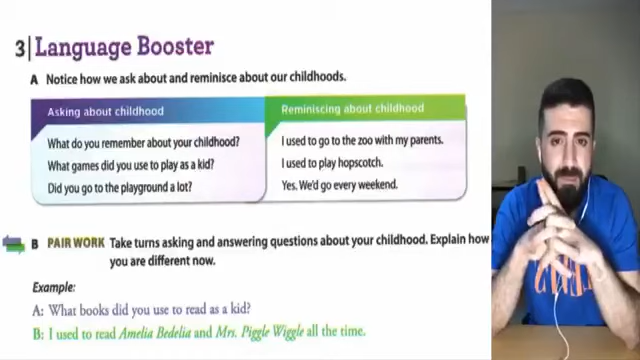 3 Language Booster
A Notice how we ask about and reminisce about our childhoods.
Asking about childhood
What do you remember about your childhood?
What games did you use to play as a kid?
Did you go to the playground a lot?
Reminiscing about childhood
I used to go to the zoo with my parents.
I used to play hopscotch.
Yes. We'd go every weekend.
B PAIR WORK Take turns asking and answering questions about your childhood. Explain how
you are different now.
Example:
A: What books did you use to read as a kid?
B: I used to read Amelia Bedelia and Mrs. Piggle Wiggle all the time.